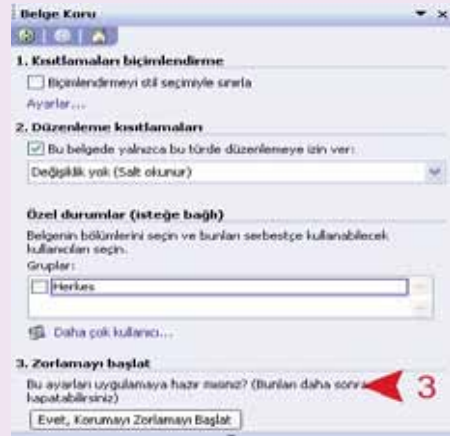 Belge Koru
1. Kısıtlamaları biçimlendirme
Biçimlendirmeyi stil seçimiyle sınırla
Ayarlar...
2. Düzenleme kısıtlamaları
Bu belgede yalnızca bu türde düzenlemeye izin ver:
Değişiklik yok (Salt okunur)
Özel durumlar (isteğe bağlı)
Belgenin bölümlerini seçin ve bunları serbestçe kullanabilecek
kullanıcıları seçin.
Gruplar:
Herkes
Daha çok kullanıcı...
3. Zorlamayı başlat
Bu ayarları uygulamaya hazır mısınız? (Bunları daha sonra
3
kapatabilirsiniz)
Evet, Korumayı Zorlamayı Başlat